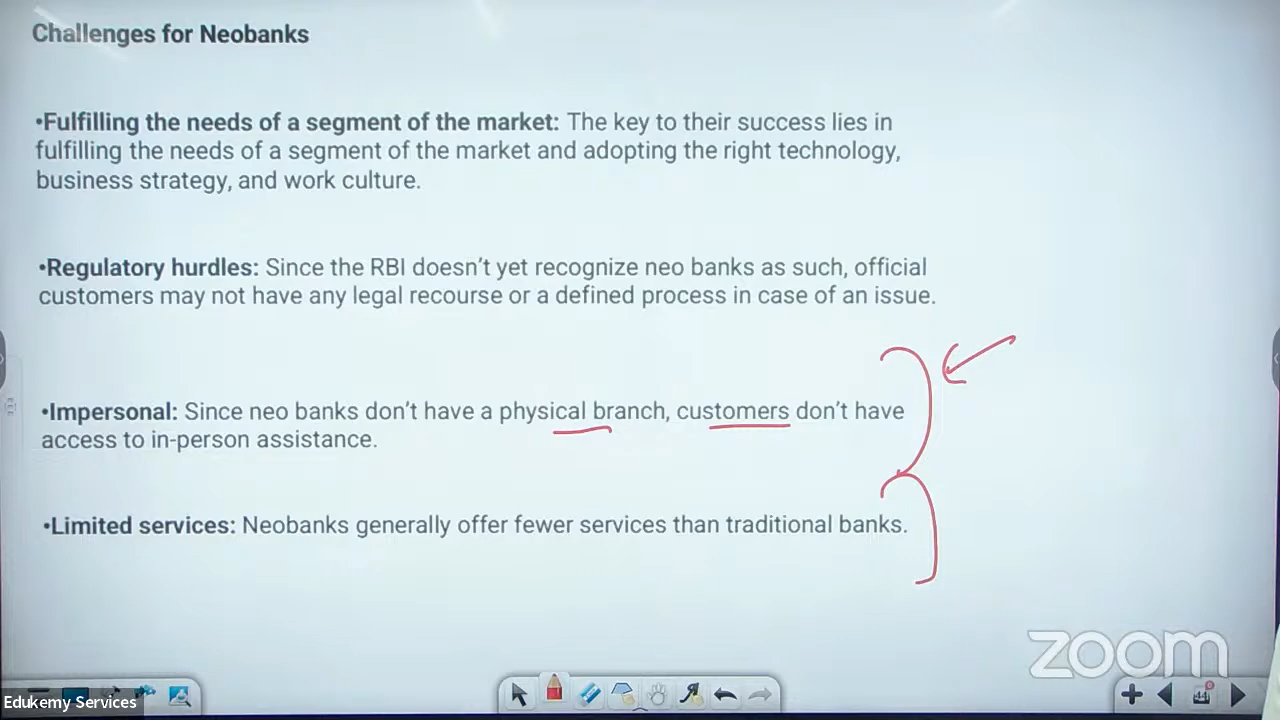 Challenges for Neobanks
•Fulfilling the needs of a segment of the market: The key to their success lies in
fulfilling the needs of a segment of the market and adopting the right technology,
business strategy, and work culture.
•Regulatory hurdles: Since the RBI doesn't yet recognize neo banks as such, official
customers may not have any legal recourse or a defined process in case of an issue.
•Impersonal: Since neo banks don't have a physical branch, customers don't have
access to in-person assistance.
•Limited services: Neobanks generally offer fewer services than traditional banks.
zoom
44
Edukemy Services